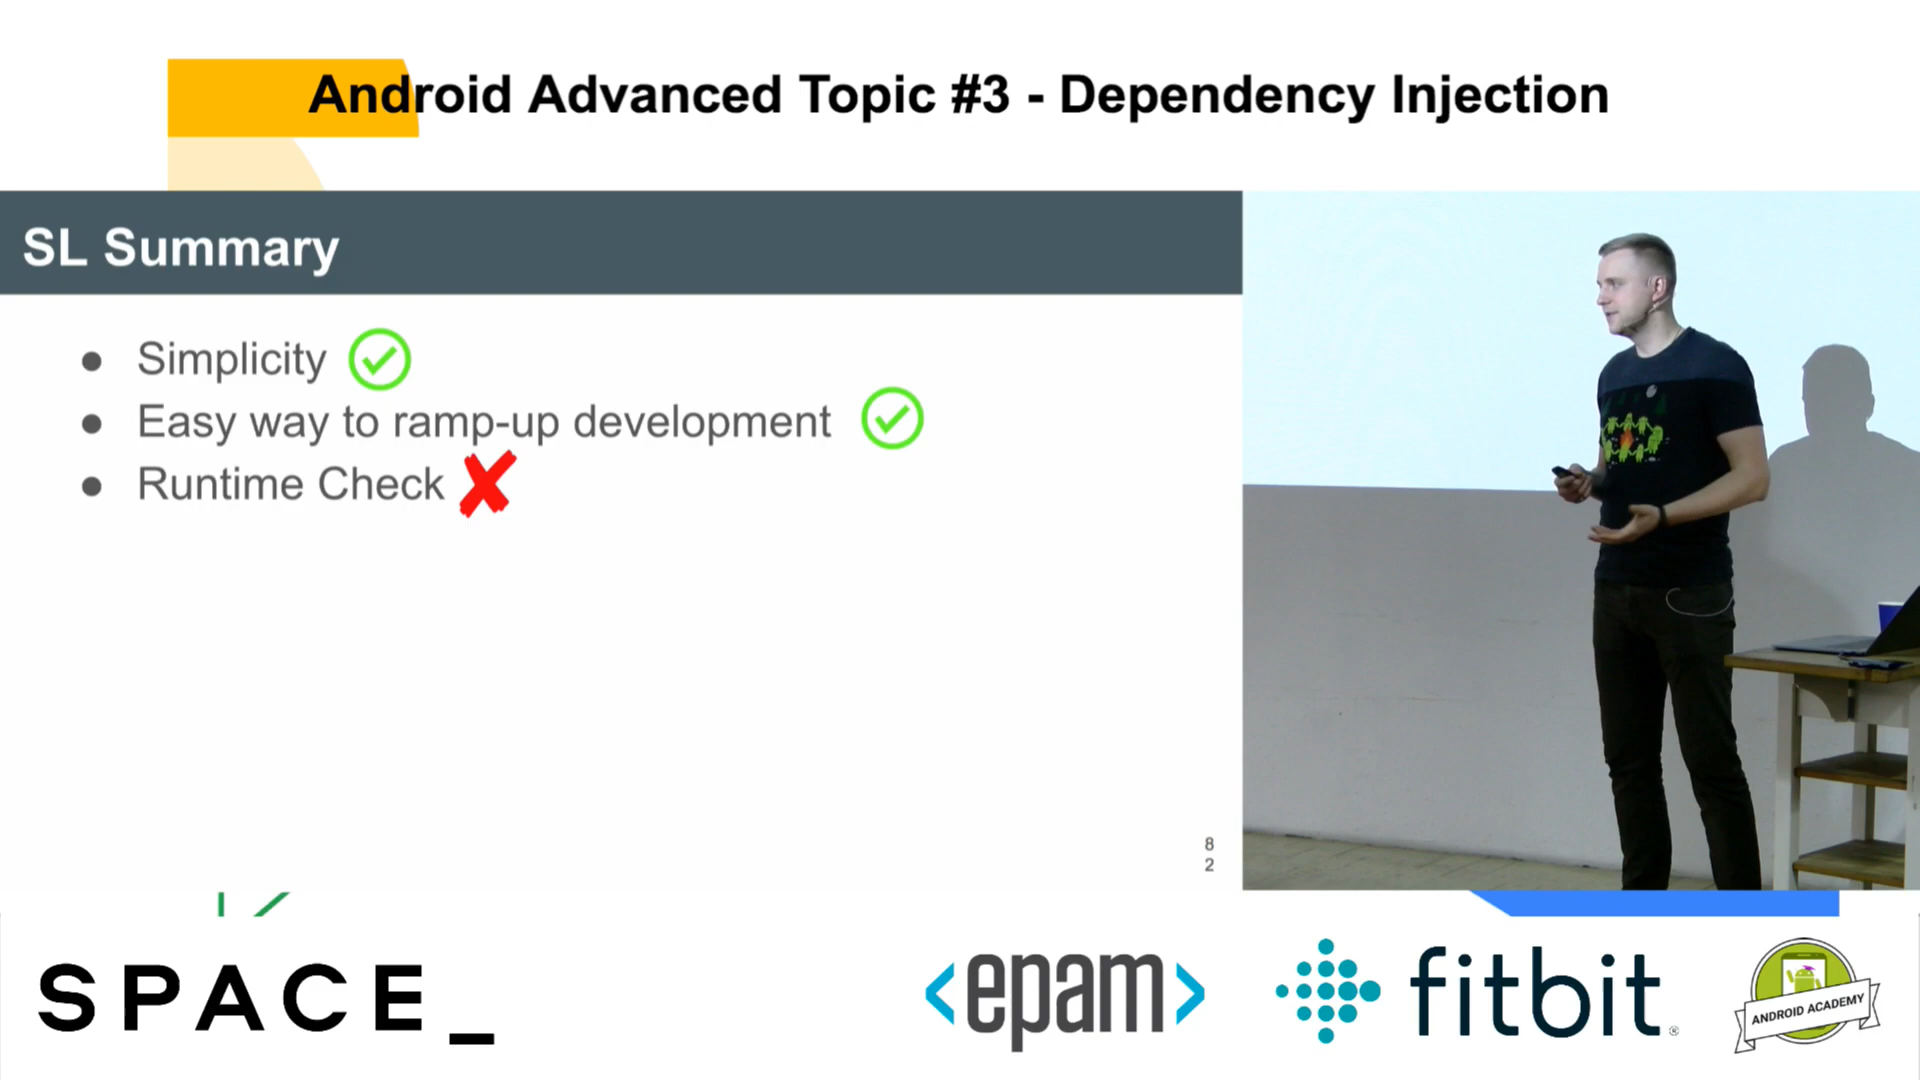 Android Advanced Topic #3 - Dependency Injection
SL Summary
● Simplicity
● Easy way to ramp-up development
● Runtime Check
8
2
SPACE_
<epam>
fitbit®
ANDROID ACADEMY